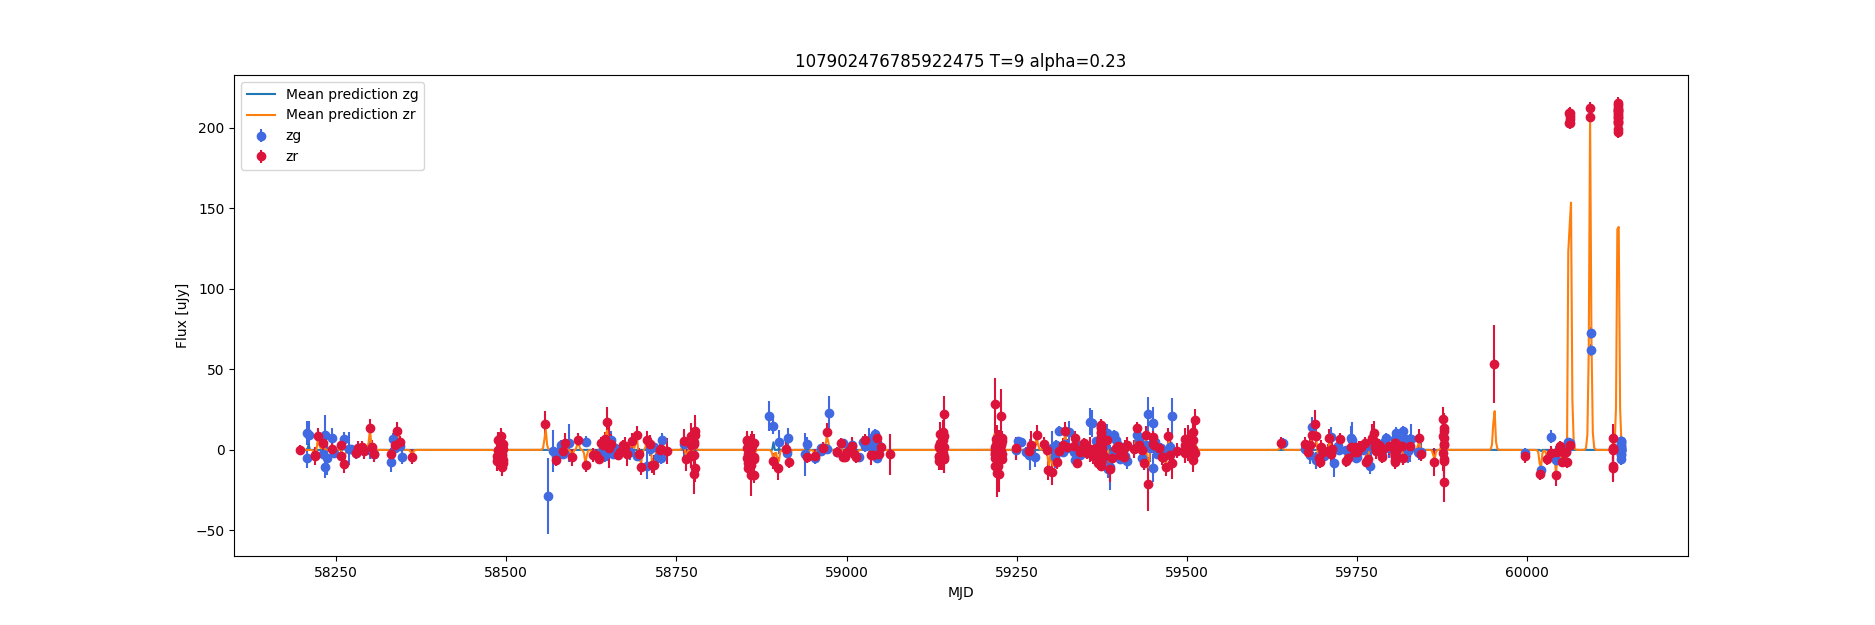 107902476785922475 T=9 alpha=0.23
Mean prediction zg
Mean prediction zr
zg
zr
Flux [uJy]
200
150
100
50
0
−50
58250 58500 58750 59000 59250 59500 59750 60000
MJD